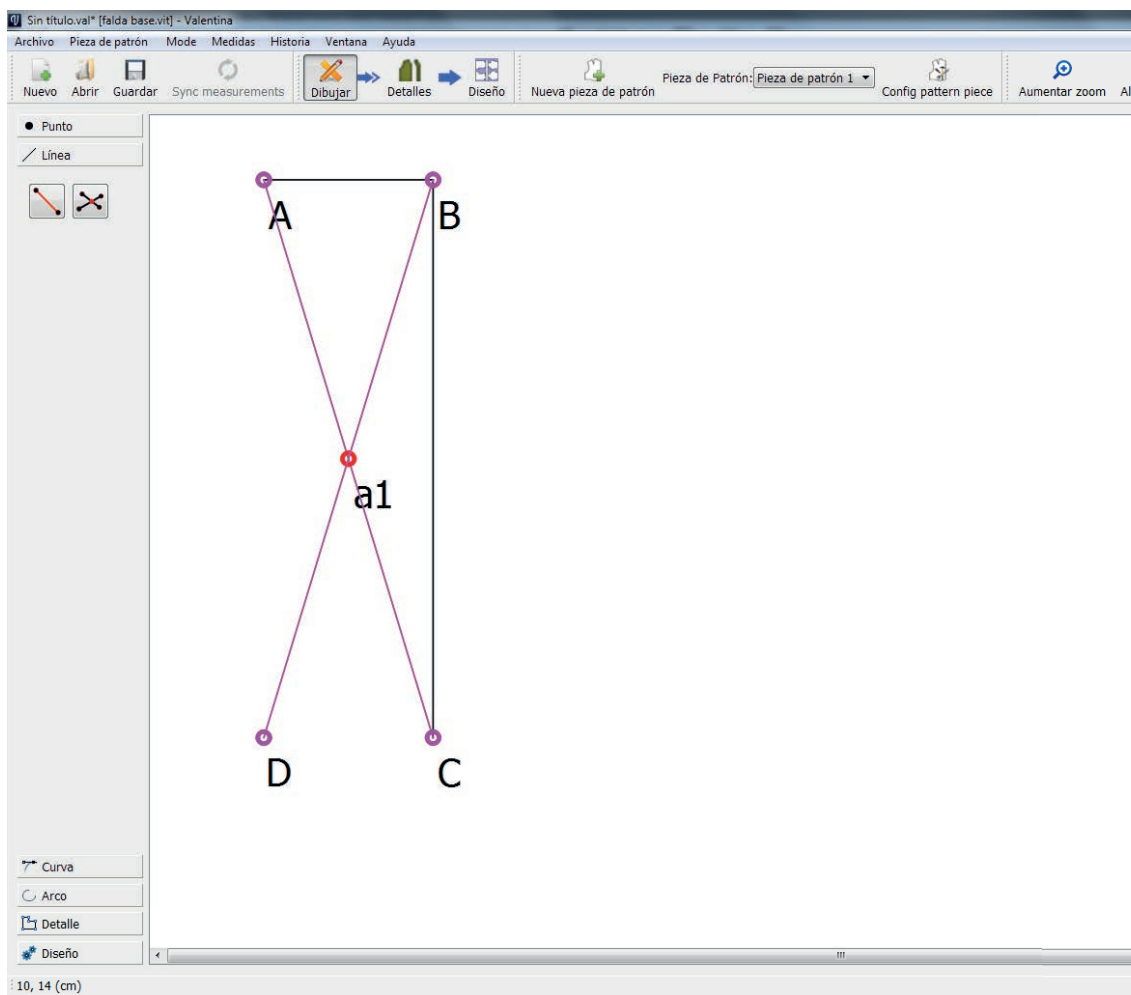 Sin título.val* [falda base.vit] - Valentina
Archivo Pieza de patrón Mode Medidas Historia Ventana Ayuda
Nuevo Abrir Guardar Sync measurements Dibujar Detalles Diseño Nueva pieza de patrón Pieza de Patrón: Pieza de patrón 1 Config pattern piece Aumentar zoom Al
Punto
Línea
A B
a1
D C
Curva
Arco
Detalle
Diseño
10, 14 (cm)